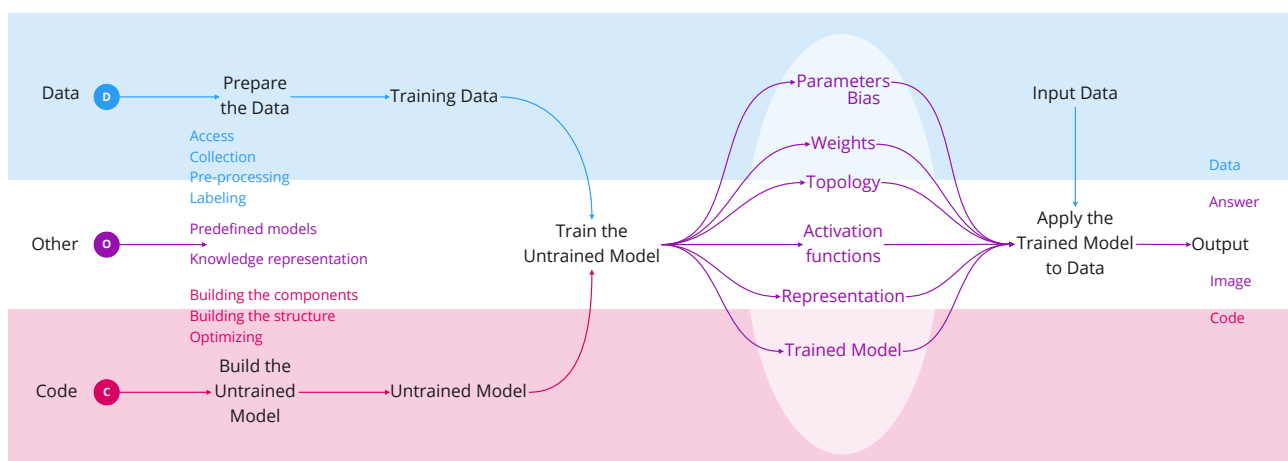 Data
D
Prepare
the Data
Training Data
Access
Collection
Pre-processing
Labeling
Other
O
Predefined models
Knowledge representation
Building the components
Building the structure
Optimizing
Code
C
Build the
Untrained
Model
Untrained Model
Train the
Untrained Model
Parameters
Bias
Weights
Topology
Activation
functions
Representation
Trained Model
Input Data
Apply the
Trained Model
to Data
Data
Answer
Output
Image
Code